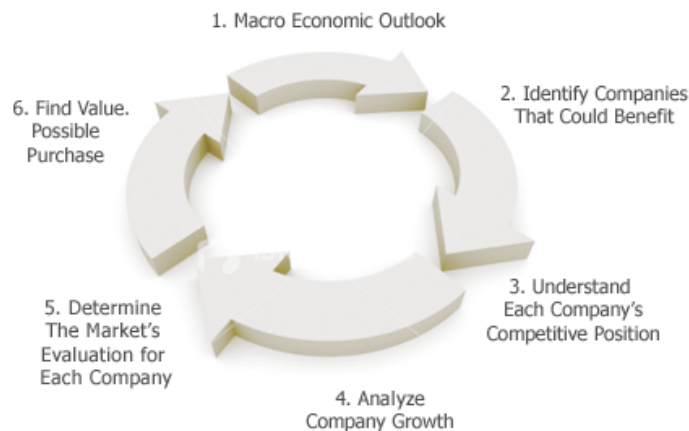 1. Macro Economic Outlook
2. Identify Companies
That Could Benefit
3. Understand
Each Company's
Competitive Position
4. Analyze
Company Growth
5. Determine
The Market's
Evaluation for
Each Company
6. Find Value.
Possible
Purchase